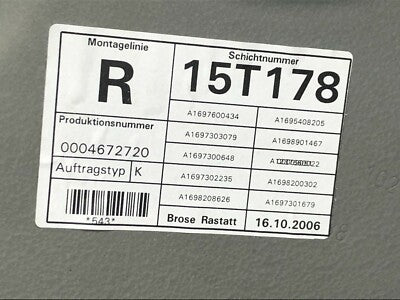 Montagelinie
R
Schichtnummer
15T178
Produktionsnummer
0004672720
Auftragstyp K
*543*
A1697600434 A1695408205
A1697303079 A1698901467
A1697300648
A1697302235 A1698200302
A1698208626 A1697301679
Brose Rastatt 16.10.2006